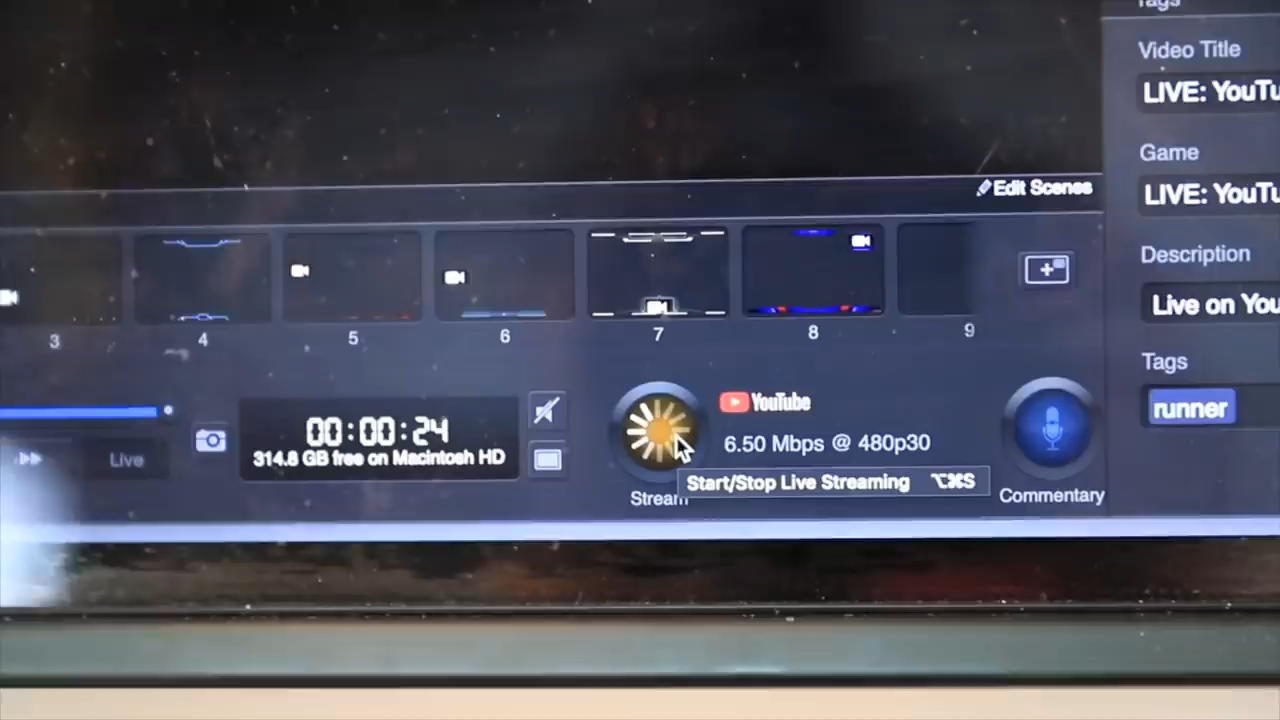 Tags
Video Title
LIVE: YouTu
Game
LIVE: YouTu
Description
Live on You
Tags
runner
Edit Scenes
3
4
5
6
7
8
9
Live
00:00:24
314.8 GB free on Macintosh HD
YouTube
6.50 Mbps @ 480p30
Start/Stop Live Streaming ⌥⌘S
Stream
Commentary